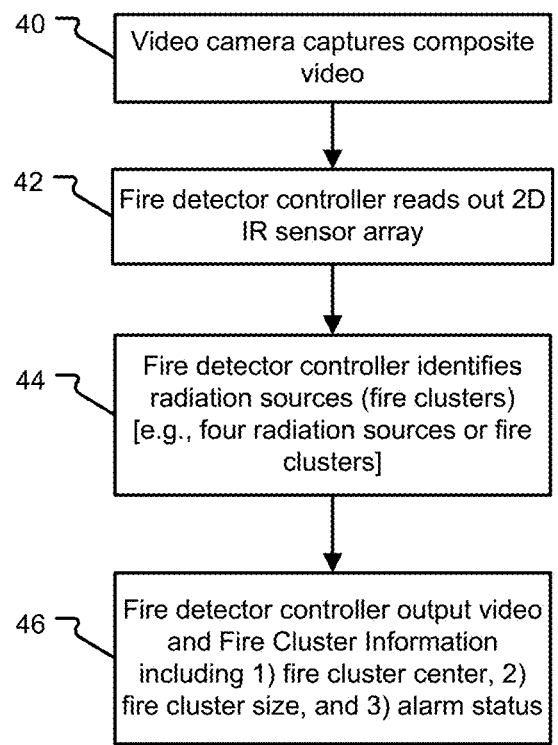 40
Video camera captures composite
video
42
Fire detector controller reads out 2D
IR sensor array
44
Fire detector controller identifies
radiation sources (fire clusters)
[e.g., four radiation sources or fire
clusters]
46
Fire detector controller output video
and Fire Cluster Information
including 1) fire cluster center, 2)
fire cluster size, and 3) alarm status